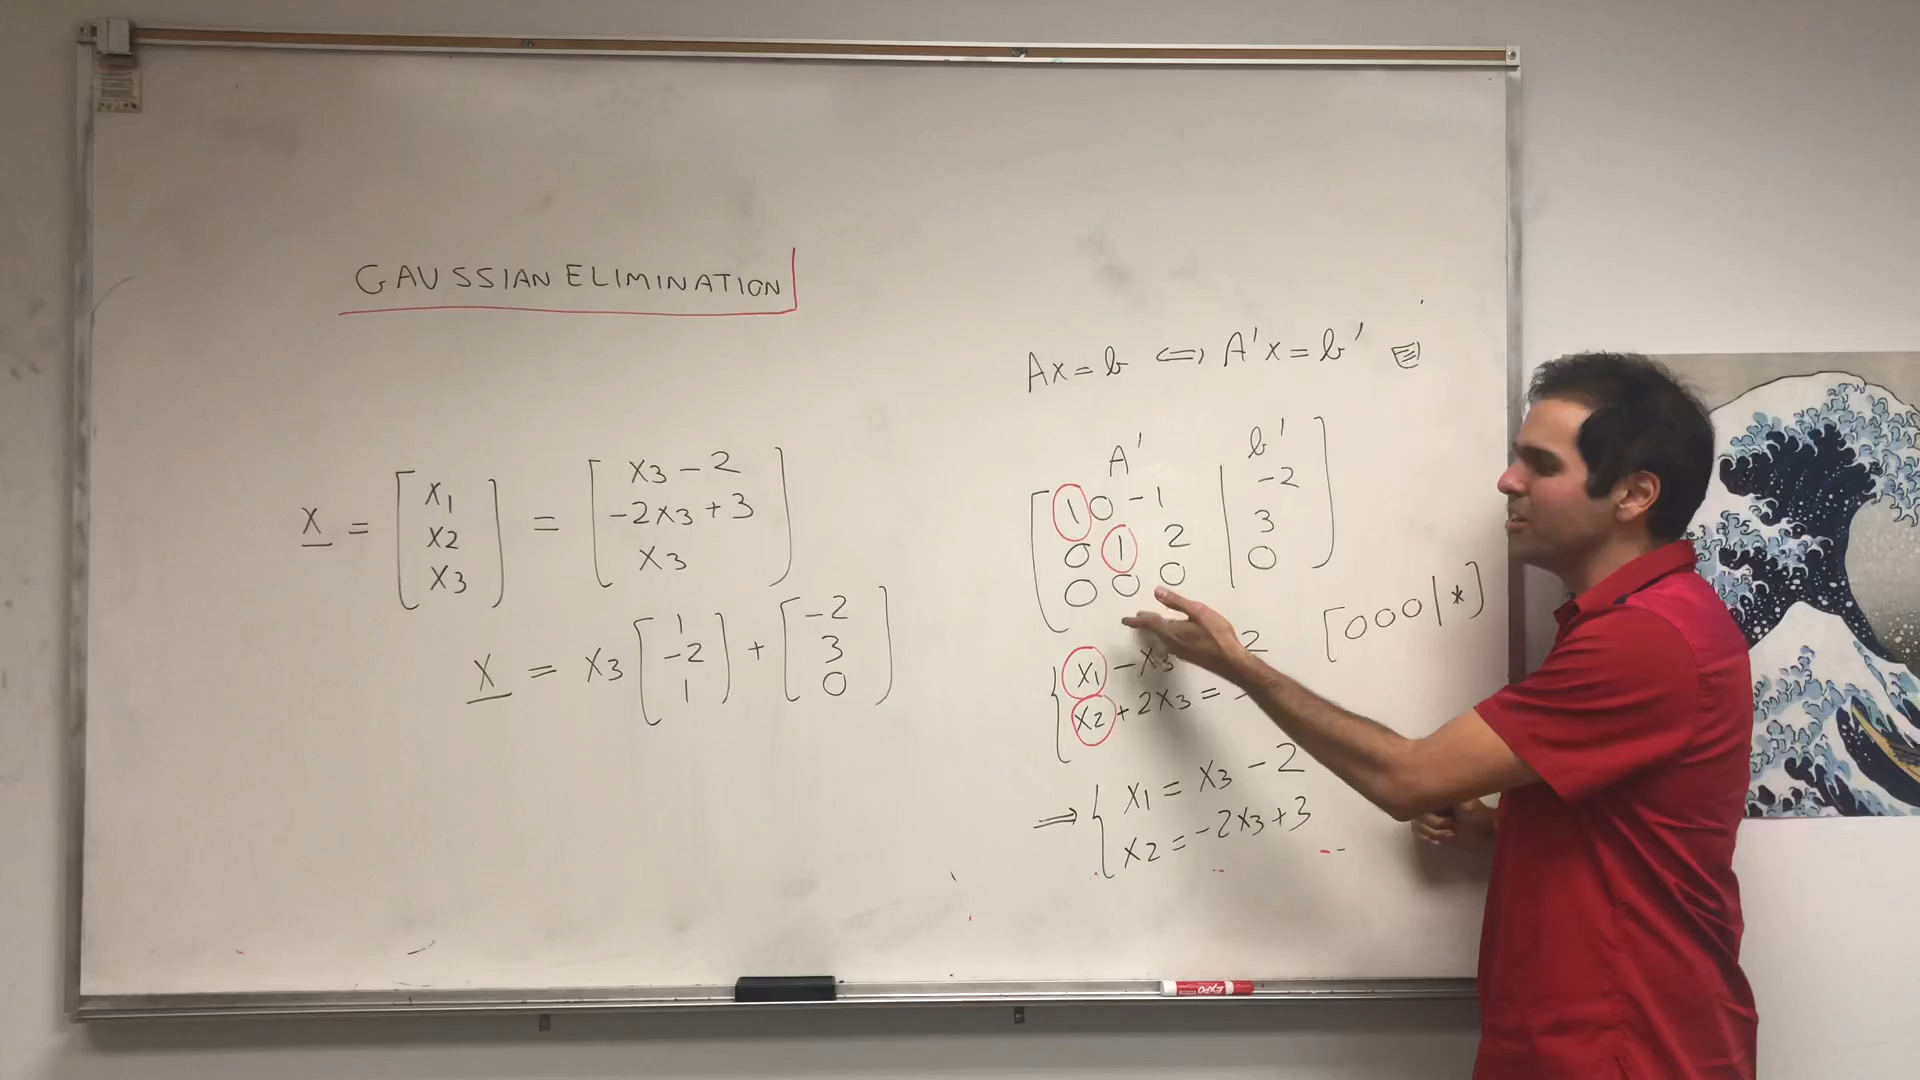 GAUSSIAN ELIMINATION
Ax = b ⟺ A'x = b'
A' b'
[ 1 0 -1 | -2 ]
[ 0 1 2 | 3 ]
[ 0 0 0 | 0 ]
[0 0 0 | *]
x1 - x3 2
x2 + 2x3 =
⟹ { x1 = x3 - 2
x2 = -2x3 + 3
x = [ x1 x2 x3 ] = [ x3 - 2 -2x3 + 3 x3 ]
x = x3 [ 1 -2 1 ] + [ -2 3 0 ]
EXPO